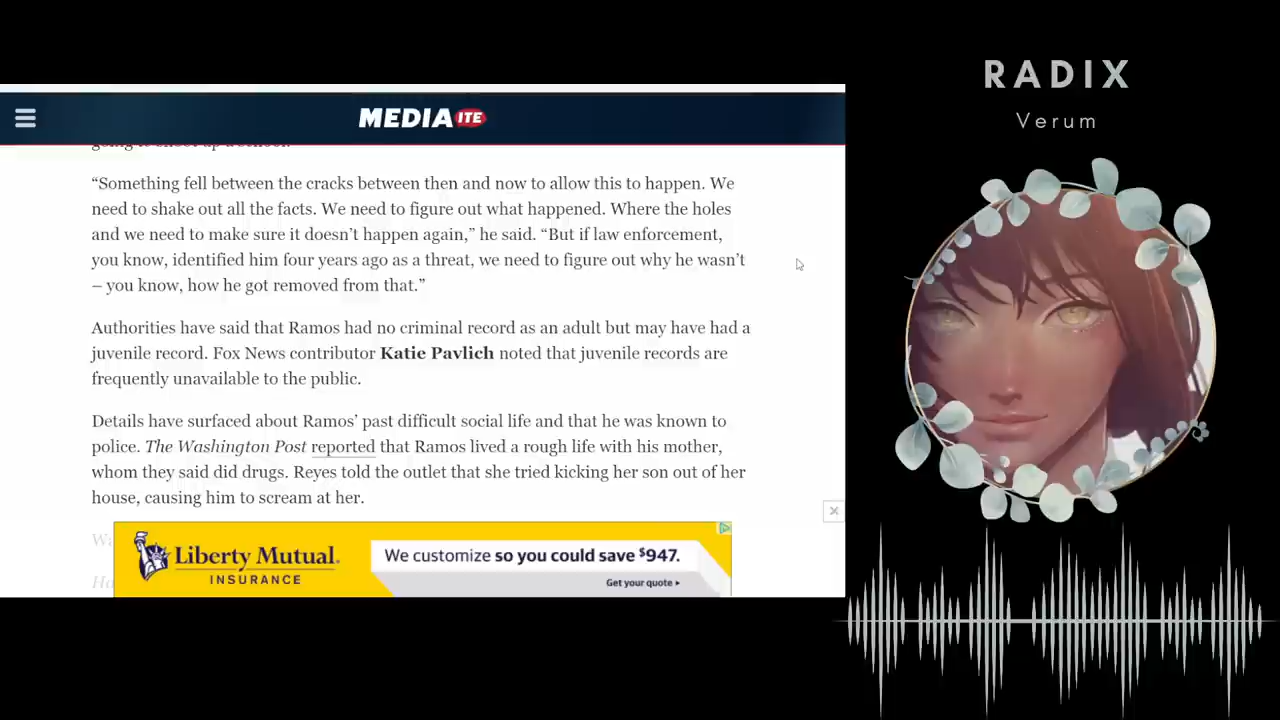 RADIX
Verum
MEDIAITE
“Something fell between the cracks between then and now to allow this to happen. We
need to shake out all the facts. We need to figure out what happened. Where the holes
and we need to make sure it doesn’t happen again,” he said. “But if law enforcement,
you know, identified him four years ago as a threat, we need to figure out why he wasn’t
– you know, how he got removed from that.”
Authorities have said that Ramos had no criminal record as an adult but may have had a
juvenile record. Fox News contributor Katie Pavlich noted that juvenile records are
frequently unavailable to the public.
Details have surfaced about Ramos’ past difficult social life and that he was known to
police. The Washington Post reported that Ramos lived a rough life with his mother,
whom they said did drugs. Reyes told the outlet that she tried kicking her son out of her
house, causing him to scream at her.
Liberty Mutual.
INSURANCE
We customize so you could save $947.
Get your quote